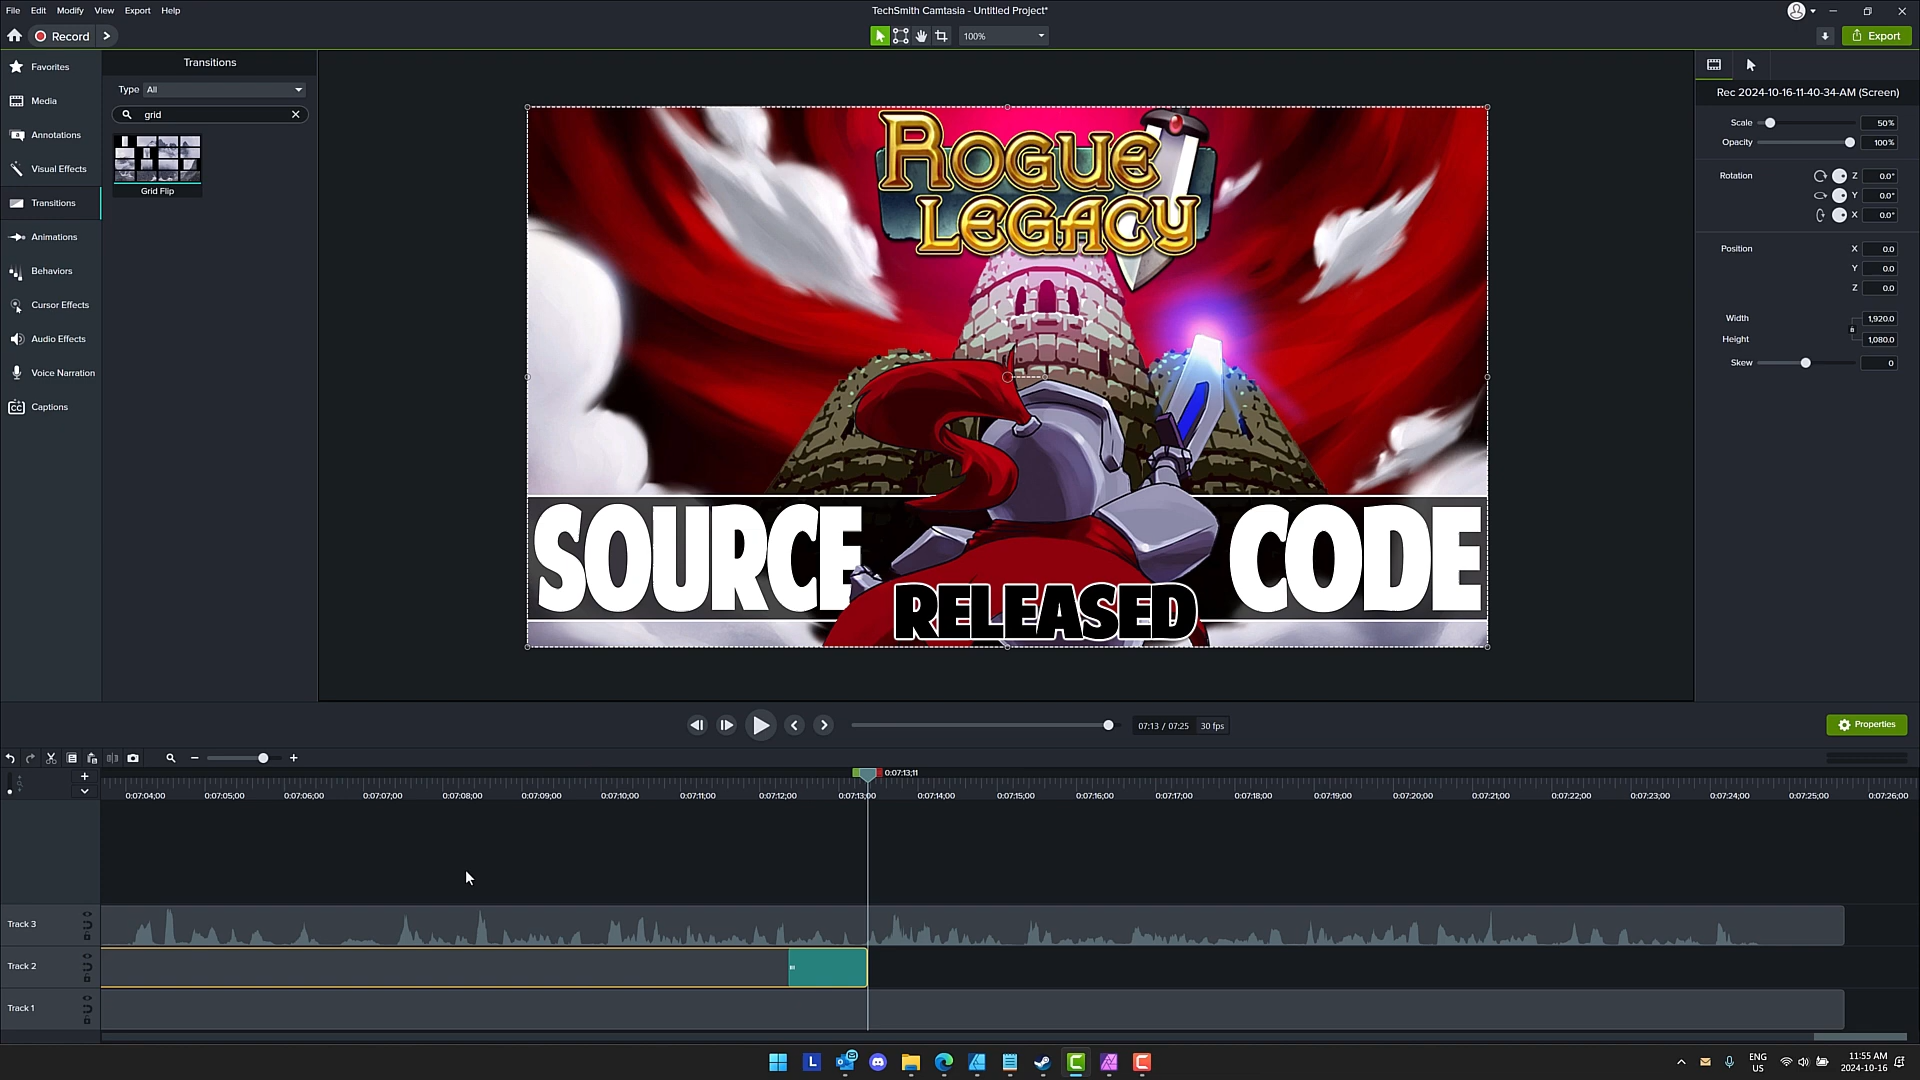 File Edit Modify View Export Help
TechSmith Camtasia - Untitled Project*
Record
100%
Export
Favorites
Media
Annotations
Visual Effects
Transitions
Animations
Behaviors
Cursor Effects
Audio Effects
Voice Narration
Captions
Transitions
Type All
grid
Grid Flip
ROGUE
LEGACY
SOURCE CODE
RELEASED
Rec 2024-10-16-11-40-34-AM (Screen)
Scale 50%
Opacity 100%
Rotation Z 0.0°
Y 0.0°
X 0.0°
Position X 0.0
Y 0.0
Z 0.0
Width 1,920.0
Height 1,080.0
Skew 0
07:13 / 07:25 30 fps
Properties
0:07:13;11
0:07:04;00 0:07:05;00 0:07:06;00 0:07:07;00 0:07:08;00 0:07:09;00 0:07:10;00 0:07:11;00 0:07:12;00 0:07:13;00 0:07:14;00 0:07:15;00 0:07:16;00 0:07:17;00 0:07:18;00 0:07:19;00 0:07:20;00 0:07:21;00 0:07:22;00 0:07:23;00 0:07:24;00 0:07:25;00 0:07:26;00
Track 3
Track 2
Track 1
L
ENG
US
11:55 AM
2024-10-16